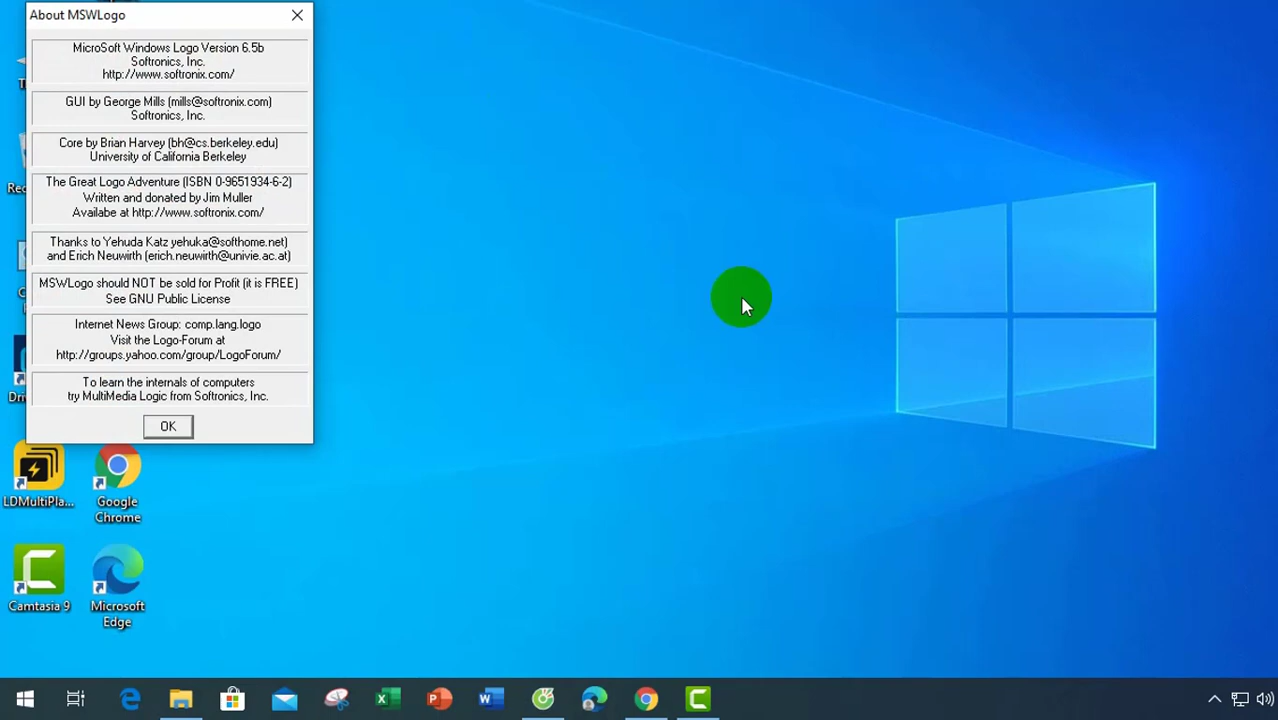 About MSWLogo
MicroSoft Windows Logo Version 6.5b
Softronics, Inc.
http://www.softronix.com/
GUI by George Mills (mills@softronix.com)
Softronics, Inc.
Core by Brian Harvey (bh@cs.berkeley.edu)
University of California Berkeley
The Great Logo Adventure (ISBN 0-9651934-6-2)
Written and donated by Jim Muller
Availabe at http://www.softronix.com/
Thanks to Yehuda Katz yehuka@softhome.net)
and Erich Neuwirth (erich.neuwirth@univie.ac.at)
MSWLogo should NOT be sold for Profit (it is FREE)
See GNU Public License
Internet News Group: comp.lang.logo
Visit the Logo-Forum at
http://groups.yahoo.com/group/LogoForum/
To learn the internals of computers
try MultiMedia Logic from Softronics, Inc.
OK
LDMultiPla...
Google
Chrome
Camtasia 9
Microsoft
Edge